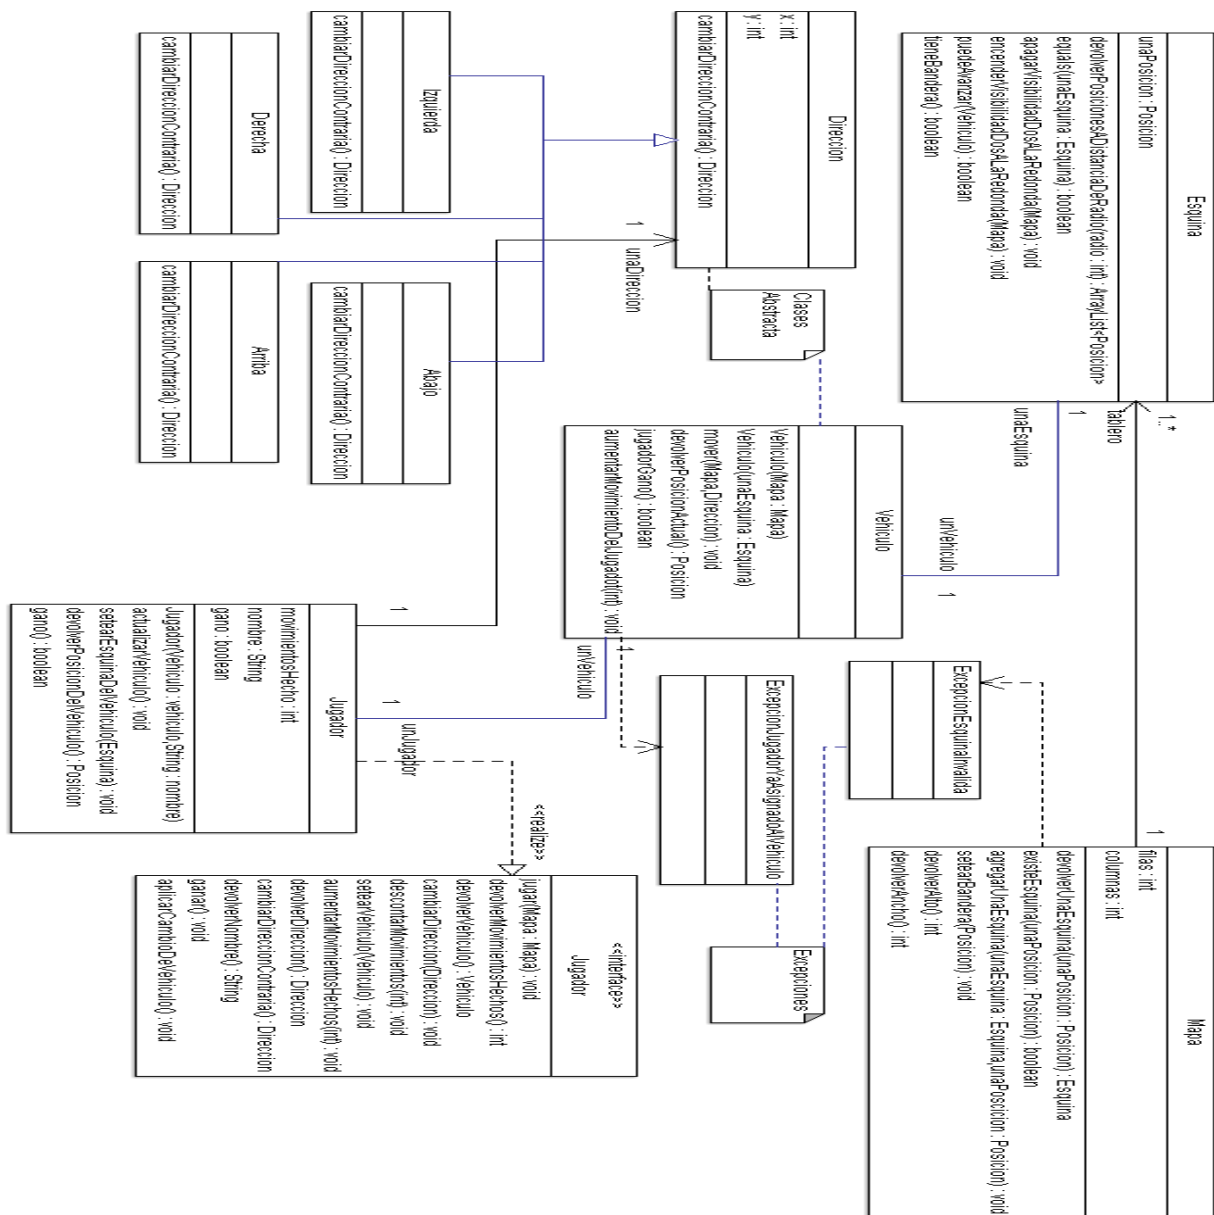 Esquina
unaPosicion : Posicion
devolverPosicionesADistanciaDeRadio(radio : int) : ArrayList<Posicion>
equals(unaEsquina : Esquina) : boolean
apagarVisibilidadDosALaRedonda(Mapa) : void
encenderVisibilidadDosALaRedonda(Mapa) : void
puedeAvanzar(Vehiculo) : boolean
tieneBandera() : boolean
1..*
tablero
1
unaEsquina
1
Mapa
filas : int
columnas : int
devolverUnaEsquina(unaPosicion : Posicion) : Esquina
existeEsquina(unaPosicion : Posicion) : boolean
agregarUnaEsquina(unaEsquina : Esquina,unaPoscicion : Posicion) : void
setearBandera(Posicion) : void
devolverAlto() : int
devolverAncho() : int
Direccion
x : int
y : int
cambiarDireccionContraria() : Direccion
Clases
Abstracta
1
unaDireccion
unVehiculo
1
Vehiculo
Vehiculo(Mapa : Mapa)
Vehiculo(unaEsquina : Esquina)
mover(Mapa,Direccion) : void
devolverPosicionActual() : Posicion
jugadorGano() : boolean
aumentarMovimientoDelJugadot(int) : void
1
unVehiculo
ExcepcionEsquinaInvalida
ExcepcionJugadorYaAsignadoAlVehiculo
Excepciones
Izquierda
cambiarDireccionContraria() : Direccion
Abajo
cambiarDireccionContraria() : Direccion
Derecha
cambiarDireccionContraria() : Direccion
Arriba
cambiarDireccionContraria() : Direccion
1
1
unJugador
Jugador
movimientosHecho : int
nombre : String
gano : boolean
Jugador(Vehiculo : vehiculo,String : nombre)
actualizarVehiculo() : void
setearEsquinaDelVehiculo(Esquina) : void
devolverPosicionDelVehiculo() : Posicion
gano() : boolean
<<realize>>
<<interface>>
Jugador
jugar(Mapa : Mapa) : void
devolverMovimientosHechos() : int
devolverVehiculo() : Vehiculo
cambiarDireccion(Direccion) : void
descontarMovimientos(int) : void
setearVehiculo(Vehiculo) : void
aumentarMovimientosHechos(int) : void
devolverDireccion() : Direccion
cambiarDireccionContraria() : Direccion
devolverNombre() : String
ganar() : void
aplicarCambioDeVehiculo() : void